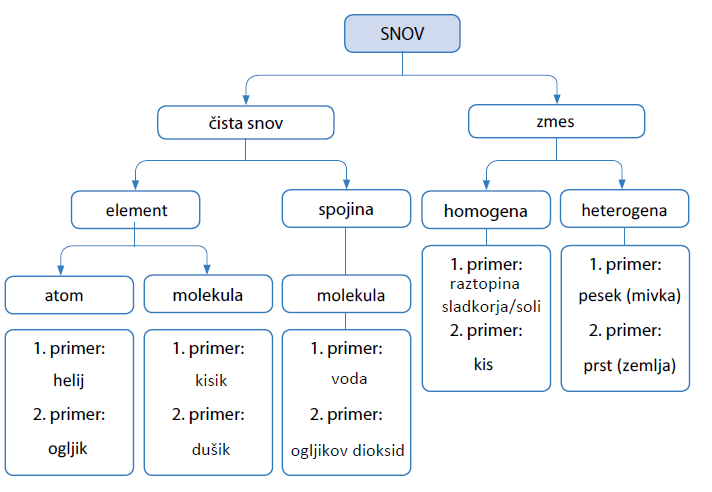 SNOV
čista snov
zmes
element
spojina
homogena
heterogena
atom
molekula
molekula
1. primer:
helij
2. primer:
ogljik
1. primer:
kisik
2. primer:
dušik
1. primer:
voda
2. primer:
ogljikov dioksid
1. primer:
raztopina
sladkorja/soli
2. primer:
kis
1. primer:
pesek (mivka)
2. primer:
prst (zemlja)